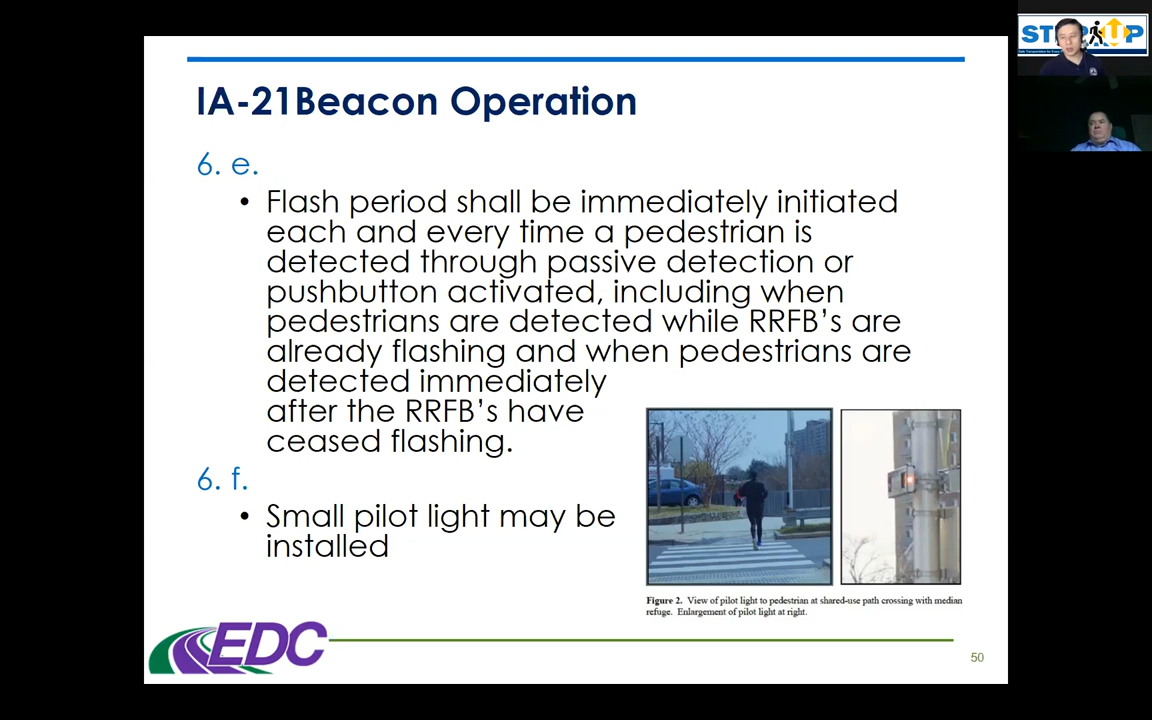 IA-21Beacon Operation
6. e.
• Flash period shall be immediately initiated
each and every time a pedestrian is
detected through passive detection or
pushbutton activated, including when
pedestrians are detected while RRFB's are
already flashing and when pedestrians are
detected immediately
after the RRFB's have
ceased flashing.
6. f.
• Small pilot light may be
installed
Figure 2. View of pilot light to pedestrian at shared-use path crossing with median
refuge. Enlargement of pilot light at right.
EDC
50